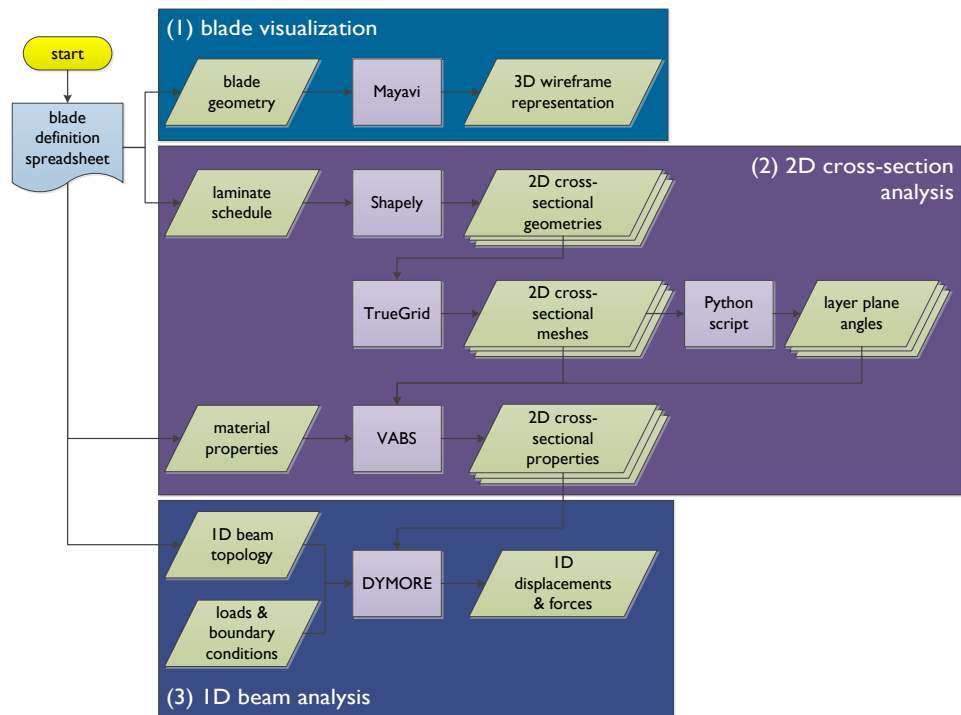 (1) blade visualization
start
blade
geometry
Mayavi
3D wireframe
representation
blade
definition
spreadsheet
(2) 2D cross-section
analysis
laminate
schedule
Shapely
2D cross-
sectional
geometries
TrueGrid
2D cross-
sectional
meshes
Python
script
layer plane
angles
material
properties
VABS
2D cross-
sectional
properties
1D beam
topology
DYMORE
1D
displacements
& forces
loads &
boundary
conditions
(3) 1D beam analysis